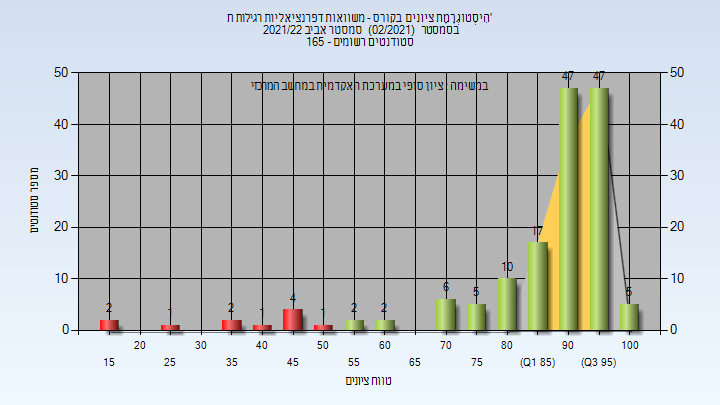 היסטוגרמת ציונים בקורס - משוואות דפרנציאליות רגילות ת'
בסמסטר (02/2021) סמסטר אביב 2021/22
סטודנטים רשומים - 165
במשימה : ציון סופי במערכת האקדמית במחשב המרכזי
מספר סטודנטים
50 50
40 40
30 30
20 20
10 10
0 0
2 1 2 1 4 1 2 2 6 5 10 17 47 47 5
20 30 40 50 60 70 80 90 100
15 25 35 45 55 65 75 (Q1 85) (Q3 95)
טווח ציונים